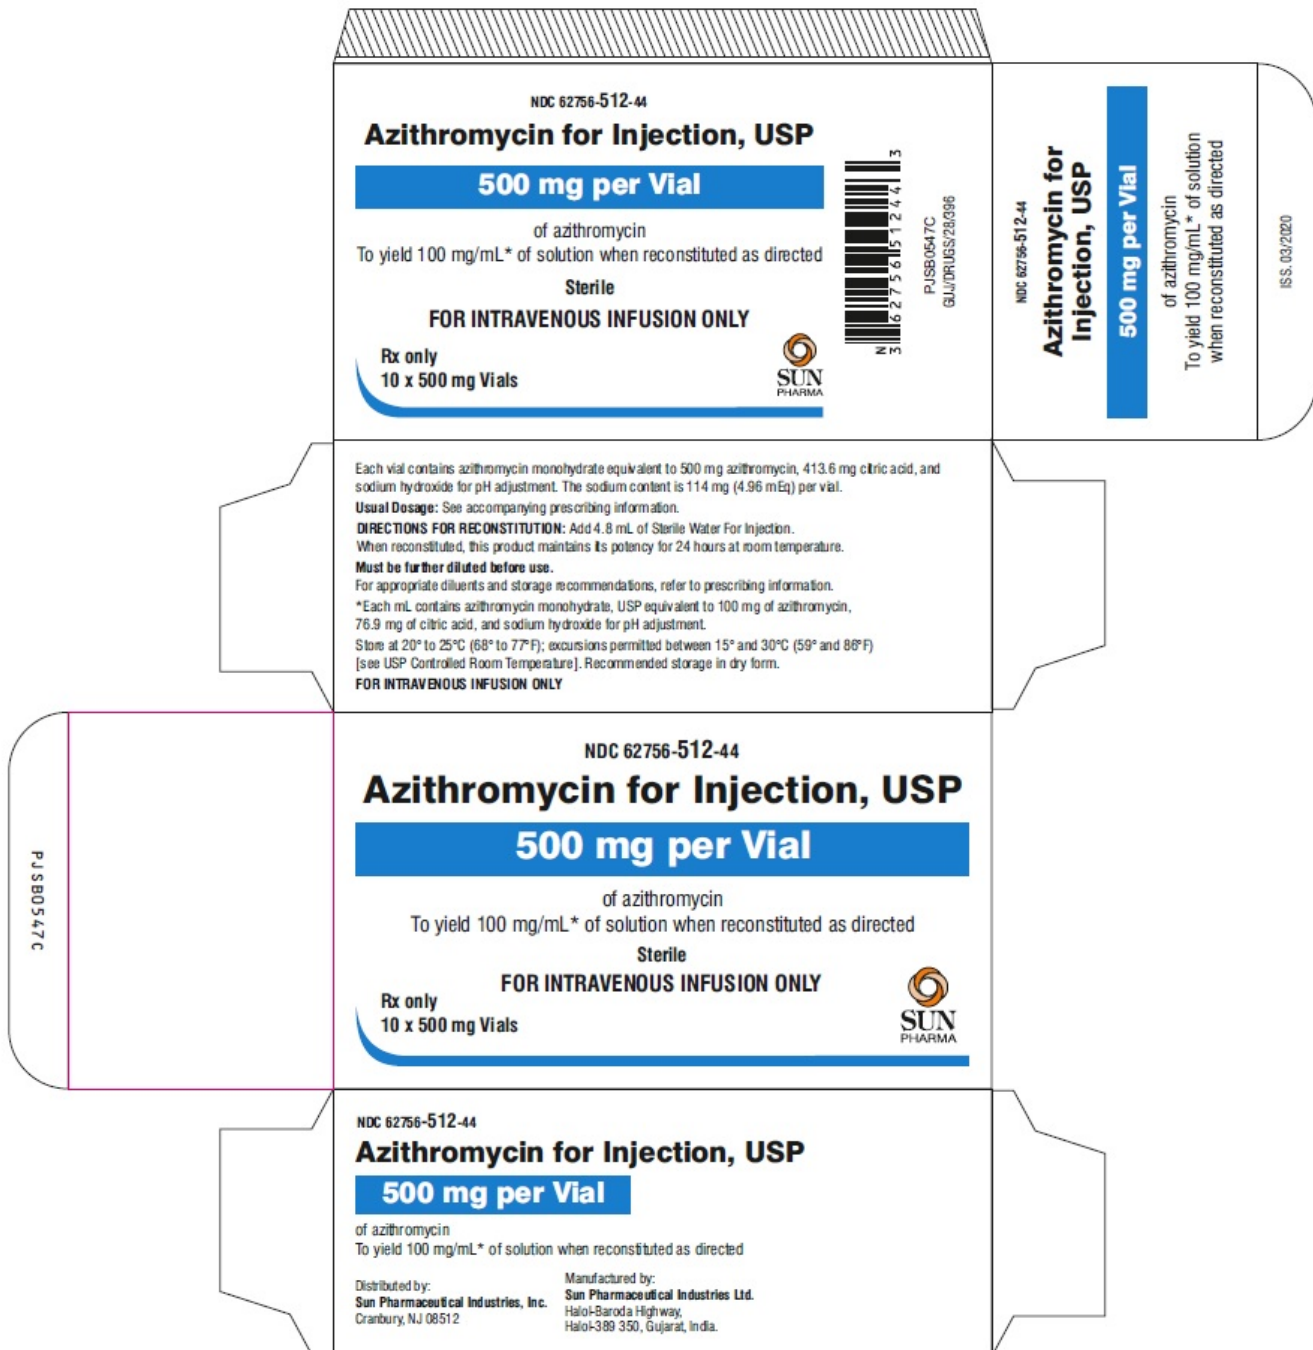 NDC 62756-512-44
Azithromycin for Injection, USP
500 mg per Vial
of azithromycin
To yield 100 mg/mL* of solution when reconstituted as directed
Sterile
FOR INTRAVENOUS INFUSION ONLY
Rx only
10 x 500 mg Vials
SUN
PHARMA
N
3 62756 51244 3
PJSB0547C
GUJ/DRUGS/28/396
NDC 62756-512-44
Azithromycin for
Injection, USP
500 mg per Vial
of azithromycin
To yield 100 mg/mL* of solution
when reconstituted as directed
ISS. 03/2020
Each vial contains azithromycin monohydrate equivalent to 500 mg azithromycin, 413.6 mg citric acid, and
sodium hydroxide for pH adjustment. The sodium content is 114 mg (4.96 mEq) per vial.
Usual Dosage: See accompanying prescribing information.
DIRECTIONS FOR RECONSTITUTION: Add 4.8 mL of Sterile Water For Injection.
When reconstituted, this product maintains its potency for 24 hours at room temperature.
Must be further diluted before use.
For appropriate diluents and storage recommendations, refer to prescribing information.
*Each mL contains azithromycin monohydrate, USP equivalent to 100 mg of azithromycin,
76.9 mg of citric acid, and sodium hydroxide for pH adjustment.
Store at 20° to 25°C (68° to 77°F); excursions permitted between 15° and 30°C (59° and 86°F)
[see USP Controlled Room Temperature]. Recommended storage in dry form.
FOR INTRAVENOUS INFUSION ONLY
PJSB0547C
NDC 62756-512-44
Azithromycin for Injection, USP
500 mg per Vial
of azithromycin
To yield 100 mg/mL* of solution when reconstituted as directed
Sterile
FOR INTRAVENOUS INFUSION ONLY
Rx only
10 x 500 mg Vials
SUN
PHARMA
NDC 62756-512-44
Azithromycin for Injection, USP
500 mg per Vial
of azithromycin
To yield 100 mg/mL* of solution when reconstituted as directed
Distributed by:
Sun Pharmaceutical Industries, Inc.
Cranbury, NJ 08512
Manufactured by:
Sun Pharmaceutical Industries Ltd.
Halol-Baroda Highway,
Halol-389 350, Gujarat, India.